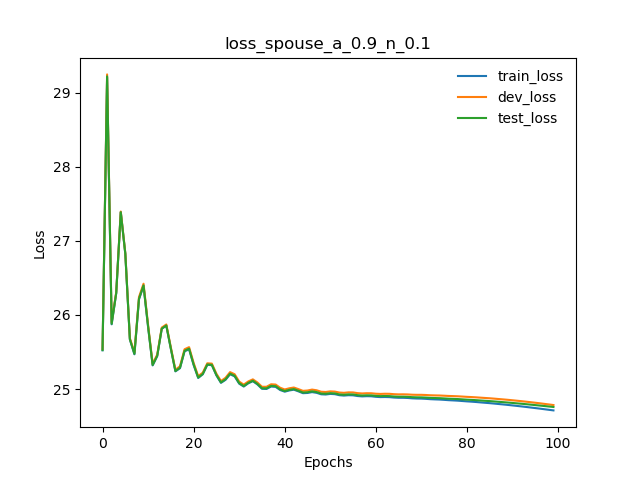 loss_spouse_a_0.9_n_0.1
train_loss
dev_loss
test_loss
29
28
27
26
25
Loss
0 20 40 60 80 100
Epochs